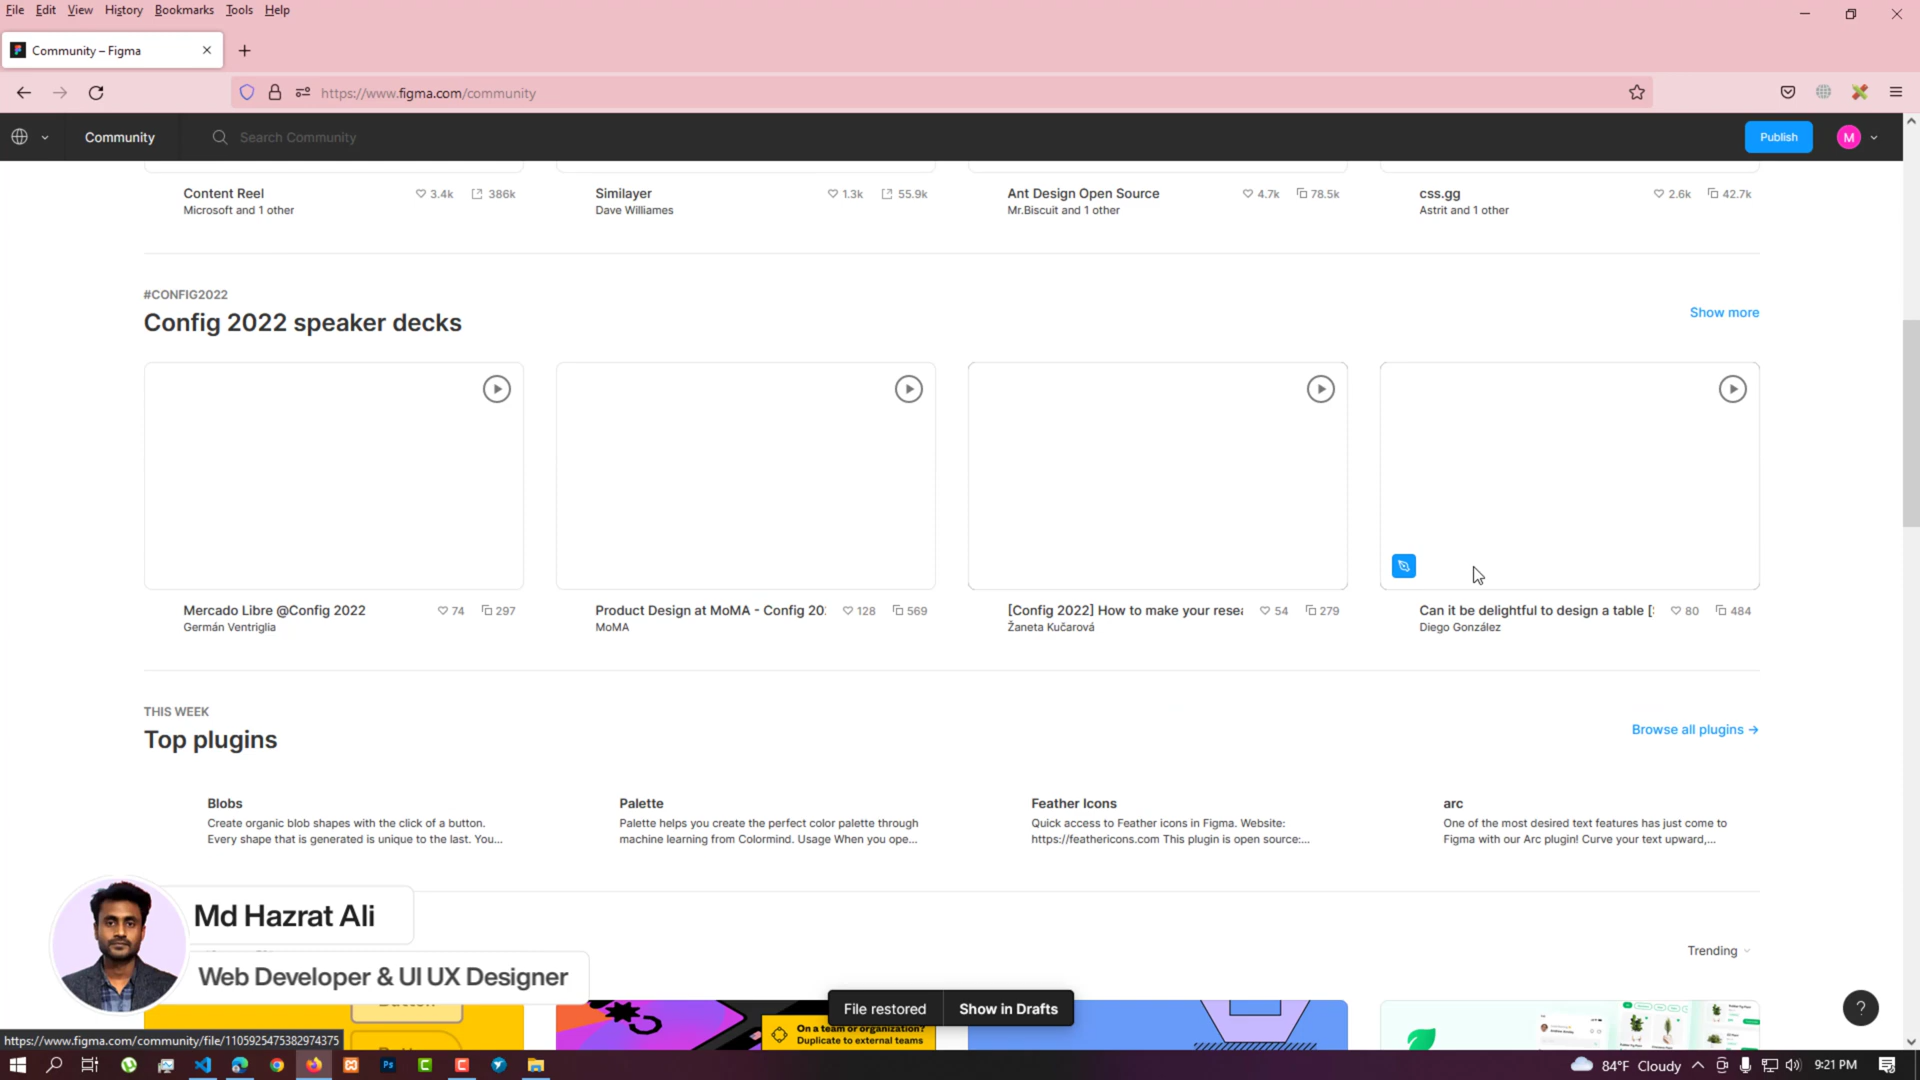 File Edit View History Bookmarks Tools Help
Community – Figma
https://www.figma.com/community
Community
Search Community
Publish
M
Content Reel 3.4k 386k
Microsoft and 1 other
Similayer 1.3k 55.9k
Dave Williames
Ant Design Open Source 4.7k 78.5k
Mr.Biscuit and 1 other
css.gg 2.6k 42.7k
Astrit and 1 other
#CONFIG2022
Config 2022 speaker decks
Show more
Mercado Libre @Config 2022 74 297
Germán Ventriglia
Product Design at MoMA - Config 20 128 569
MoMA
[Config 2022] How to make your resea 54 279
Žaneta Kučarová
Can it be delightful to design a table [ 80 484
Diego González
THIS WEEK
Top plugins
Browse all plugins →
Blobs
Create organic blob shapes with the click of a button.
Every shape that is generated is unique to the last. You...
Palette
Palette helps you create the perfect color palette through
machine learning from Colormind. Usage When you ope...
Feather Icons
Quick access to Feather icons in Figma. Website:
https://feathericons.com This plugin is open source:...
arc
One of the most desired text features has just come to
Figma with our Arc plugin! Curve your text upward,...
Md Hazrat Ali
Web Developer & UI UX Designer
Trending
On a team or organization?
Duplicate to external teams
File restored
Show in Drafts
?
https://www.figma.com/community/file/1105925475382974375
84°F Cloudy
9:21 PM